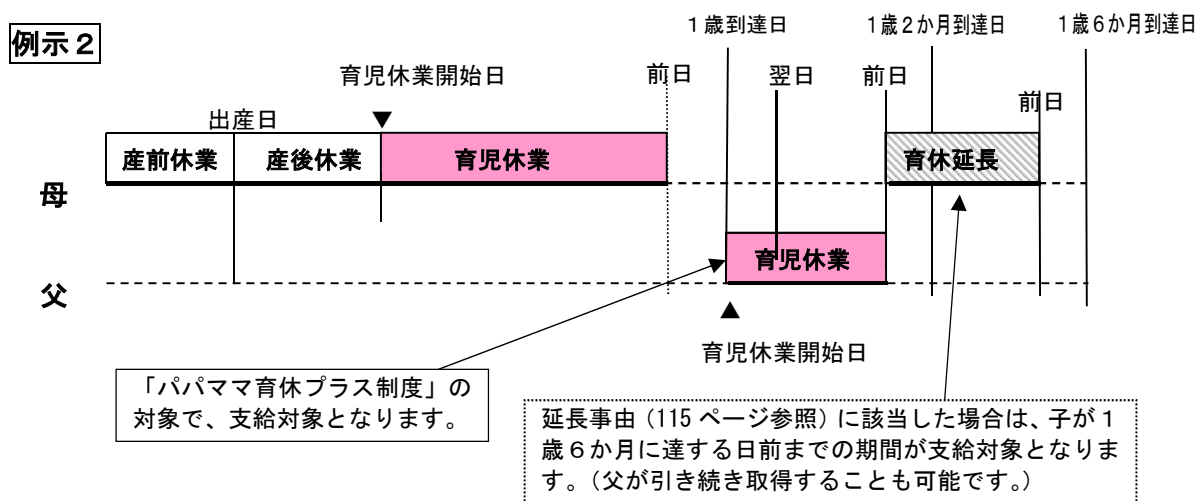 例示２
１歳到達日
１歳２か月到達日
１歳６か月到達日
育児休業開始日
前日
翌日
前日
前日
出産日
▼
産前休業
産後休業
育児休業
育休延長
母
育児休業
父
▲
育児休業開始日
「パパママ育休プラス制度」の
対象で、支給対象となります。
延長事由（115 ページ参照）に該当した場合は、子が１
歳６か月に達する日前までの期間が支給対象となりま
す。（父が引き続き取得することも可能です。）